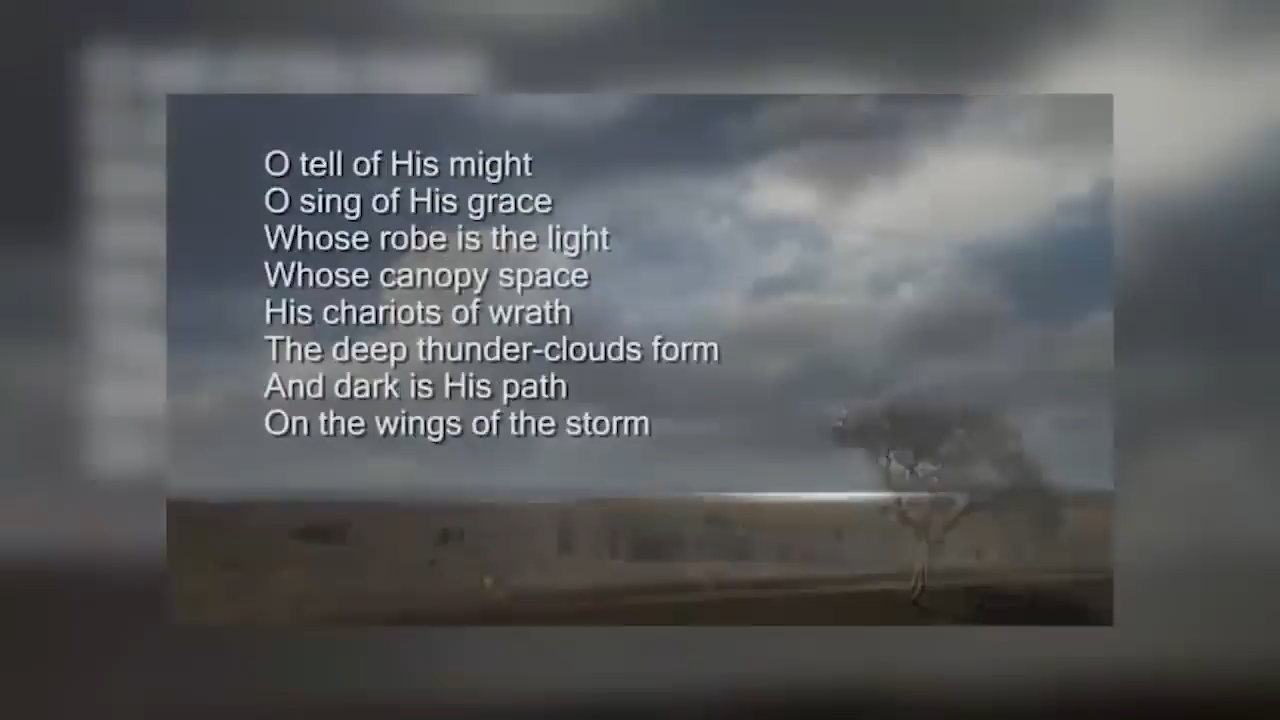 O tell of His might
O sing of His grace
Whose robe is the light
Whose canopy space
His chariots of wrath
The deep thunder-clouds form
And dark is His path
On the wings of the storm